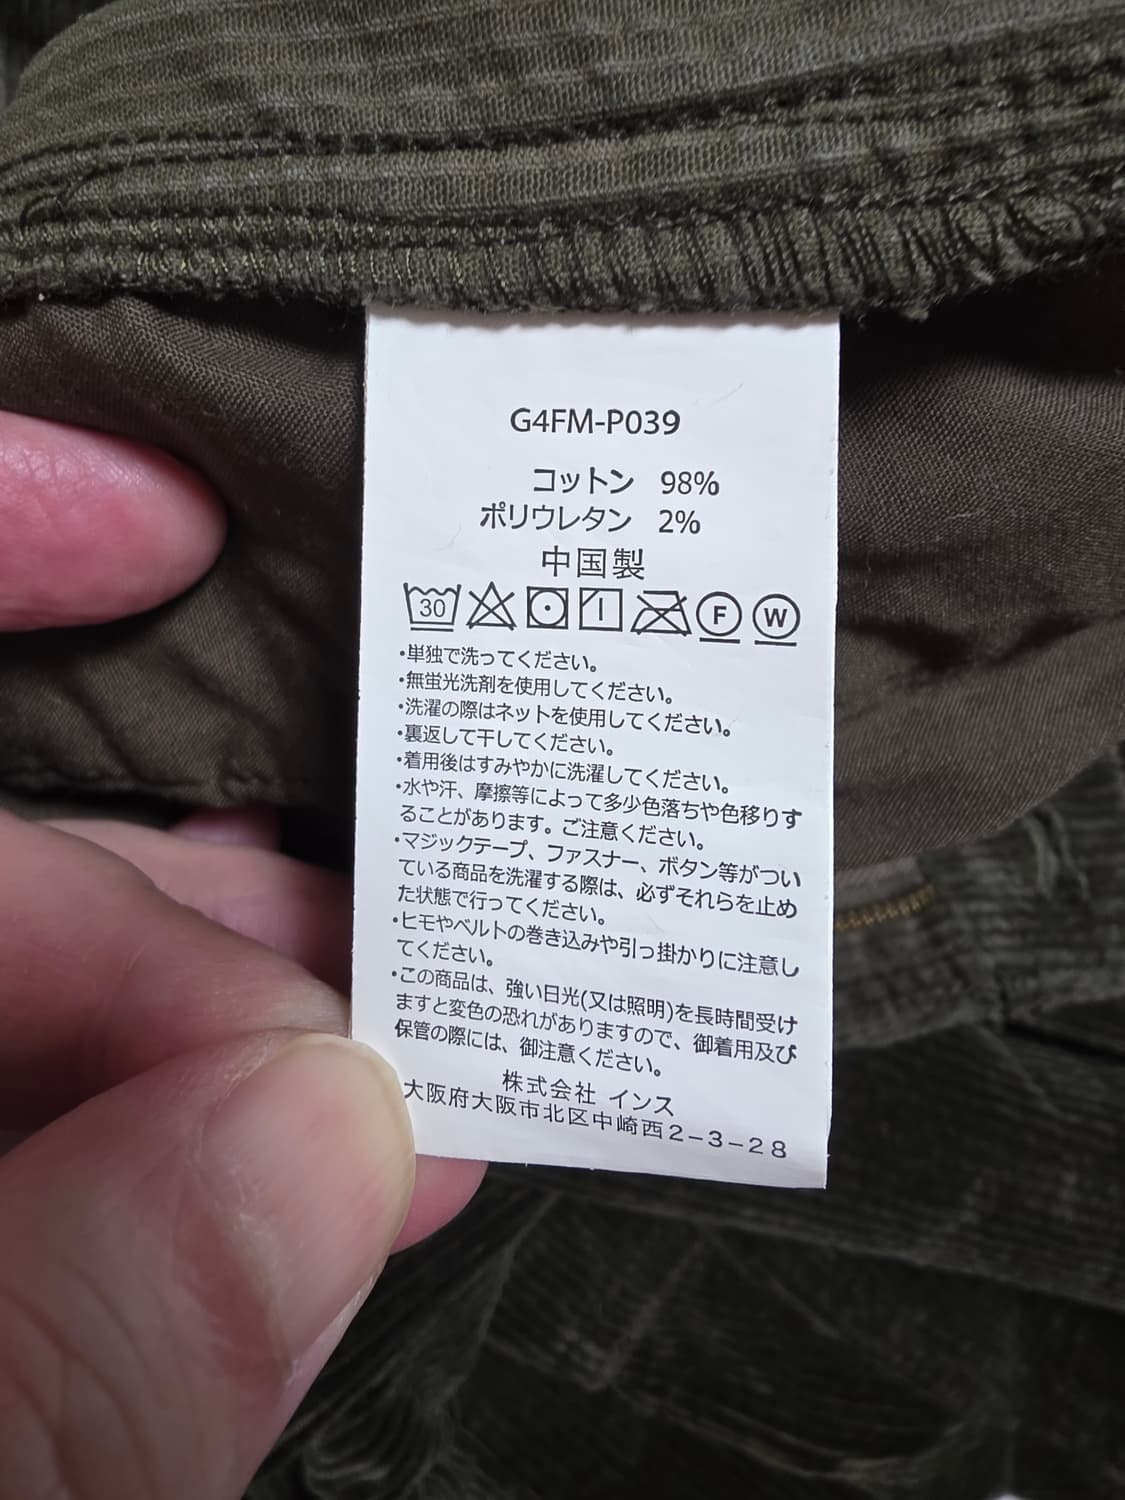 G4FM-P039
コットン 98%
ポリウレタン 2%
中国製
30 F W
・単独で洗ってください。
・無蛍光洗剤を使用してください。
・洗濯の際はネットを使用してください。
・裏返して干してください。
・着用後はすみやかに洗濯してください。
・水や汗、摩擦等によって多少色落ちや色移りす
ることがあります。ご注意ください。
・マジックテープ、ファスナー、ボタン等がつい
ている商品を洗濯する際は、必ずそれらを止め
た状態で行ってください。
・ヒモやベルトの巻き込みや引っ掛かりに注意し
てください。
・この商品は、強い日光(又は照明)を長時間受け
ますと変色の恐れがありますので、御着用及び
保管の際には、御注意ください。
株式会社 インス
大阪府大阪市北区中崎西2-3-28